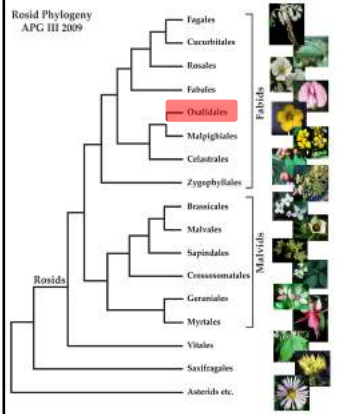 Rosid Phylogeny
APG III 2009
Fagales
Cucurbitales
Rosales
Fabales
Oxalidales
Malpighiales
Celastrales
Zygophyllales
Fabids
Brassicales
Malvales
Sapindales
Crossosomatales
Geraniales
Myrtales
Malvids
Rosids
Vitales
Saxifragales
Asterids etc.